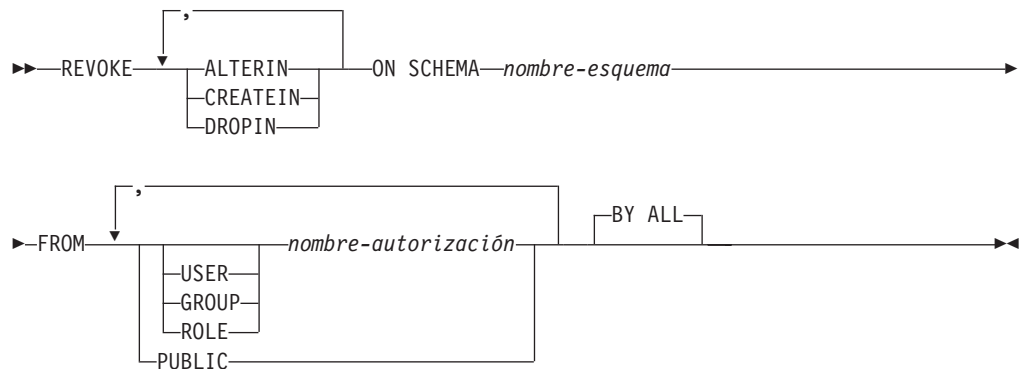 ,
REVOKE ALTERIN ON SCHEMA nombre-esquema
CREATEIN
DROPIN
,
BY ALL
FROM nombre-autorización
USER
GROUP
ROLE
PUBLIC